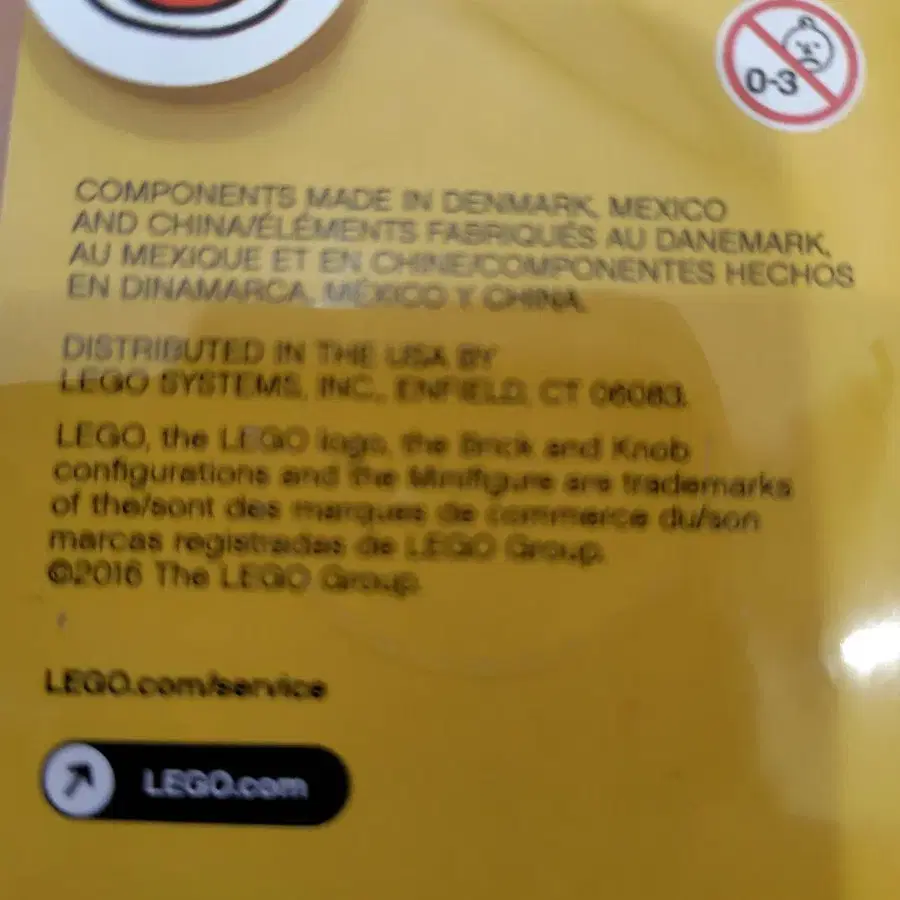 0-3
COMPONENTS MADE IN DENMARK, MEXICO
AND CHINA/ÉLÉMENTS FABRIQUÉS AU DANEMARK,
AU MEXIQUE ET EN CHINE/COMPONENTES HECHOS
EN DINAMARCA, MÉXICO Y CHINA.
DISTRIBUTED IN THE USA BY
LEGO SYSTEMS, INC., ENFIELD, CT 06083.
LEGO, the LEGO logo, the Brick and Knob
configurations and the Minifigure are trademarks
of the/sont des marques de commerce du/son
marcas registradas de LEGO Group.
©2016 The LEGO Group.
LEGO.com/service
LEGO.com